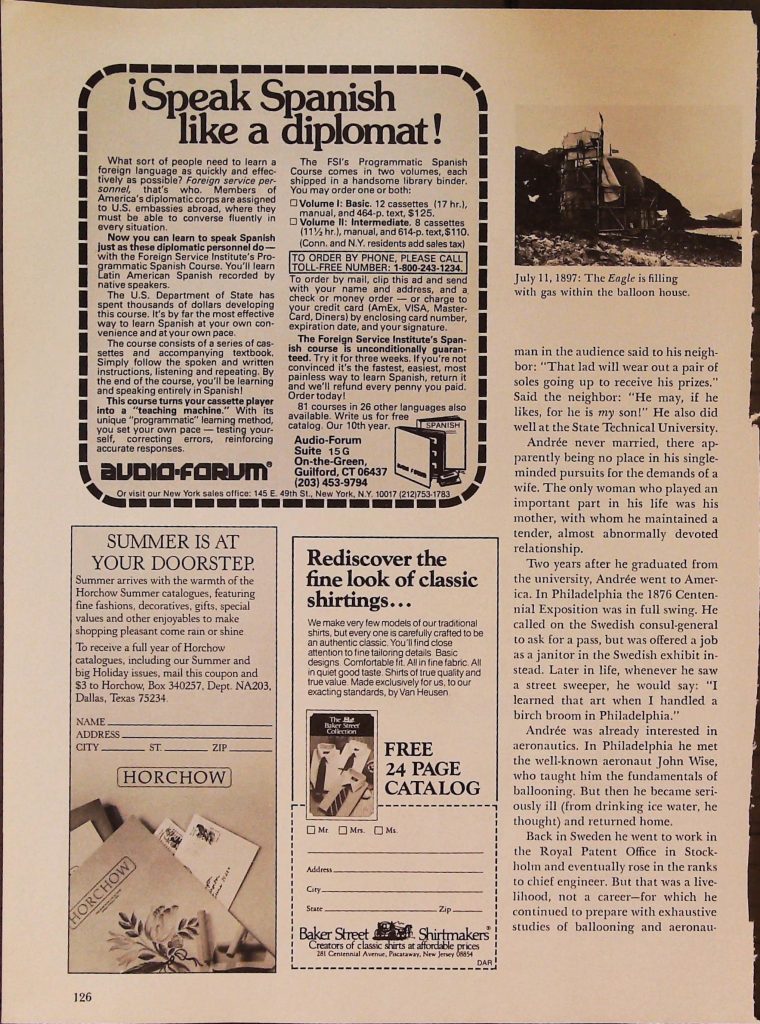 ¡Speak Spanish
like a diplomat!
What sort of people need to learn a
foreign language as quickly and effec-
tively as possible? Foreign service per-
sonnel, that's who. Members of
America's diplomatic corps are assigned
to U.S. embassies abroad, where they
must be able to converse fluently in
every situation.
Now you can learn to speak Spanish
just as these diplomatic personnel do —
with the Foreign Service Institute's Pro-
grammatic Spanish Course. You'll learn
Latin American Spanish recorded by
native speakers.
The U.S. Department of State has
spent thousands of dollars developing
this course. It's by far the most effective
way to learn Spanish at your own con-
venience and at your own pace.
The course consists of a series of cas-
settes and accompanying textbook.
Simply follow the spoken and written
instructions, listening and repeating. By
the end of the course, you'll be learning
and speaking entirely in Spanish!
This course turns your cassette player
into a "teaching machine." With its
unique "programmatic" learning method,
you set your own pace — testing your-
self, correcting errors, reinforcing
accurate responses.
AUDIO-FORUM®
The FSI's Programmatic Spanish
Course comes in two volumes, each
shipped in a handsome library binder.
You may order one or both:
☐ Volume I: Basic. 12 cassettes (17 hr.),
manual, and 464-p. text, $125.
☐ Volume II: Intermediate. 8 cassettes
(11½ hr.), manual, and 614-p. text, $110.
(Conn. and N.Y. residents add sales tax)
TO ORDER BY PHONE, PLEASE CALL
TOLL-FREE NUMBER: 1-800-243-1234.
To order by mail, clip this ad and send
with your name and address, and a
check or money order — or charge to
your credit card (AmEx, VISA, Master-
Card, Diners) by enclosing card number,
expiration date, and your signature.
The Foreign Service Institute's Span-
ish course is unconditionally guaran-
teed. Try it for three weeks. If you're not
convinced it's the fastest, easiest, most
painless way to learn Spanish, return it
and we'll refund every penny you paid.
Order today!
81 courses in 26 other languages also
available. Write us for free
catalog. Our 10th year.
SPANISH
Audio-Forum
Suite 15G
On-the-Green,
Guilford, CT 06437
(203) 453-9794
Or visit our New York sales office: 145 E. 49th St., New York, N.Y. 10017 (212)753-1783
SUMMER IS AT
YOUR DOORSTEP.
Summer arrives with the warmth of the
Horchow Summer catalogues, featuring
fine fashions, decoratives, gifts, special
values and other enjoyables to make
shopping pleasant come rain or shine
To receive a full year of Horchow
catalogues, including our Summer and
big Holiday issues, mail this coupon and
$3 to Horchow, Box 340257, Dept. NA203,
Dallas, Texas 75234.
NAME
ADDRESS
CITY ST. ZIP
HORCHOW
HORCHOW
Rediscover the
fine look of classic
shirtings...
We make very few models of our traditional
shirts, but every one is carefully crafted to be
an authentic classic. You'll find close
attention to fine tailoring details. Basic
designs. Comfortable fit. All in fine fabric. All
in quiet good taste. Shirts of true quality and
true value. Made exclusively for us, to our
exacting standards, by Van Heusen.
The
Baker Street
Collection
FREE
24 PAGE
CATALOG
☐ Mr. ☐ Mrs. ☐ Ms.
Address
City
State Zip
Baker Street Shirtmakers®
Creators of classic shirts at affordable prices
281 Centennial Avenue, Piscataway, New Jersey 08854
DAR
July 11, 1897: The Eagle is filling
with gas within the balloon house.
man in the audience said to his neigh-
bor: "That lad will wear out a pair of
soles going up to receive his prizes."
Said the neighbor: "He may, if he
likes, for he is my son!" He also did
well at the State Technical University.
Andrée never married, there ap-
parently being no place in his single-
minded pursuits for the demands of a
wife. The only woman who played an
important part in his life was his
mother, with whom he maintained a
tender, almost abnormally devoted
relationship.
Two years after he graduated from
the university, Andrée went to Amer-
ica. In Philadelphia the 1876 Centen-
nial Exposition was in full swing. He
called on the Swedish consul-general
to ask for a pass, but was offered a job
as a janitor in the Swedish exhibit in-
stead. Later in life, whenever he saw
a street sweeper, he would say: "I
learned that art when I handled a
birch broom in Philadelphia."
Andrée was already interested in
aeronautics. In Philadelphia he met
the well-known aeronaut John Wise,
who taught him the fundamentals of
ballooning. But then he became seri-
ously ill (from drinking ice water, he
thought) and returned home.
Back in Sweden he went to work in
the Royal Patent Office in Stock-
holm and eventually rose in the ranks
to chief engineer. But that was a live-
lihood, not a career—for which he
continued to prepare with exhaustive
studies of ballooning and aeronau-
126